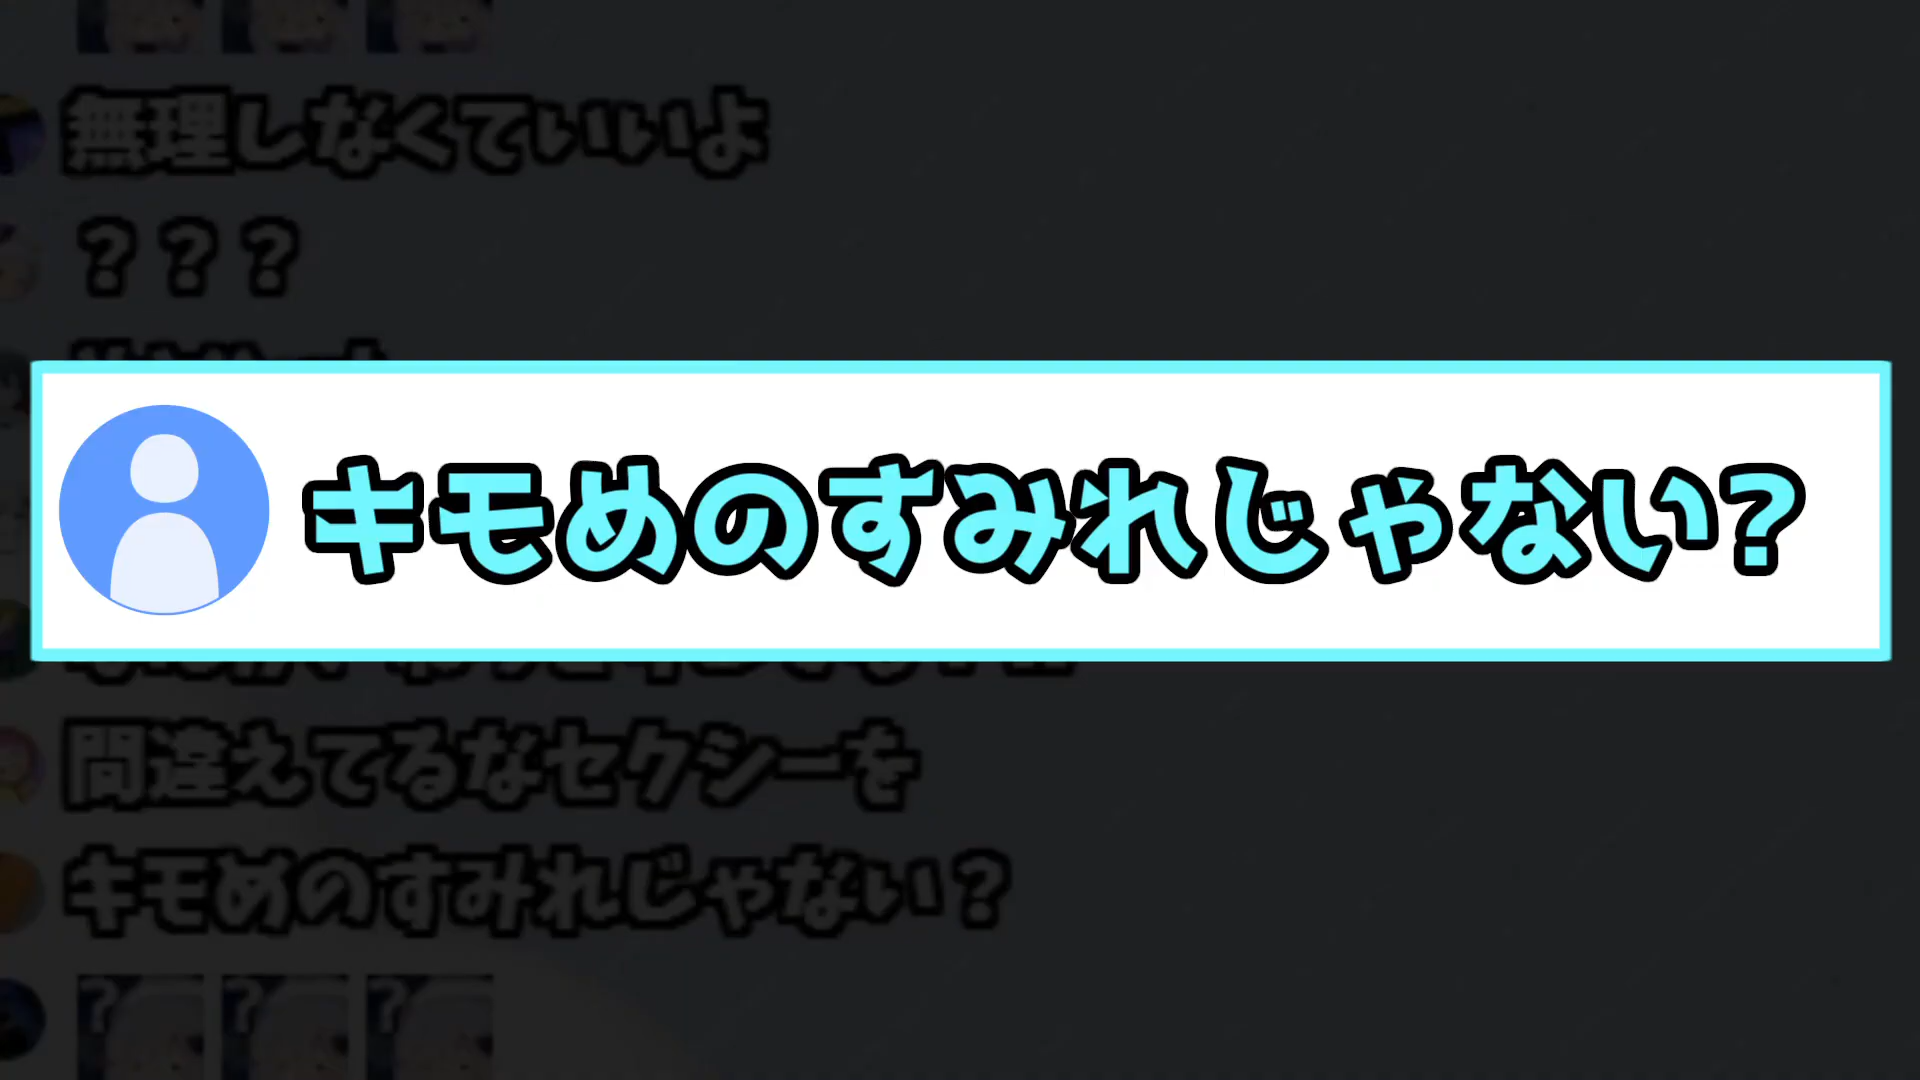 無理しなくていいよ
？？？
キモめのすみれじゃない？
間違えてるなセクシーを
キモめのすみれじゃない？
? ? ?